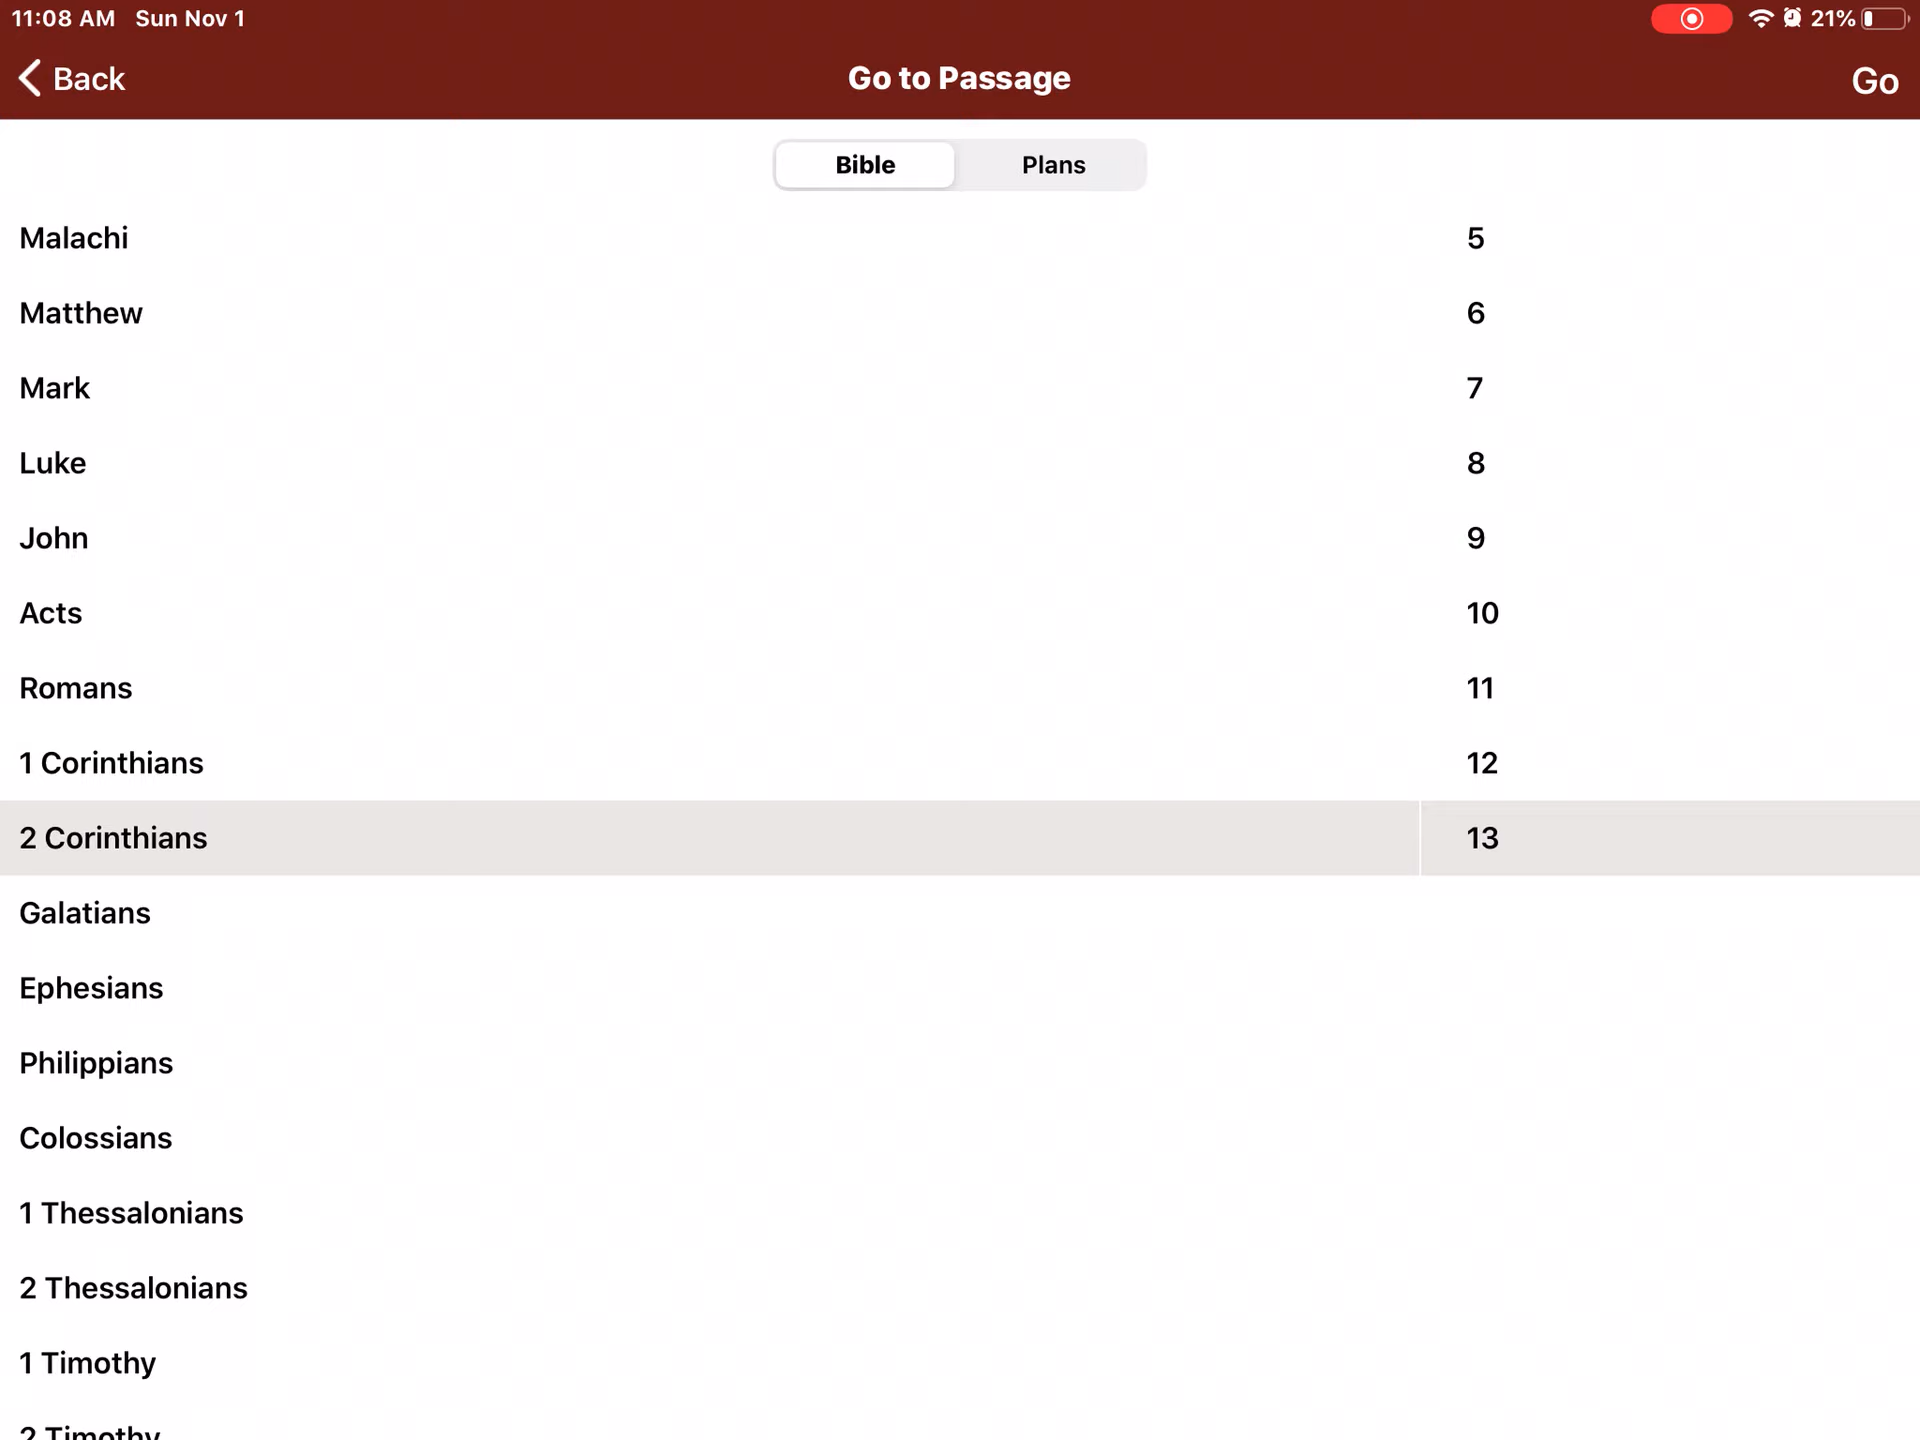 11:08 AM Sun Nov 1
21%
Back
Go to Passage
Go
Bible
Plans
Malachi 5
Matthew 6
Mark 7
Luke 8
John 9
Acts 10
Romans 11
1 Corinthians 12
2 Corinthians 13
Galatians
Ephesians
Philippians
Colossians
1 Thessalonians
2 Thessalonians
1 Timothy
2 Timothy